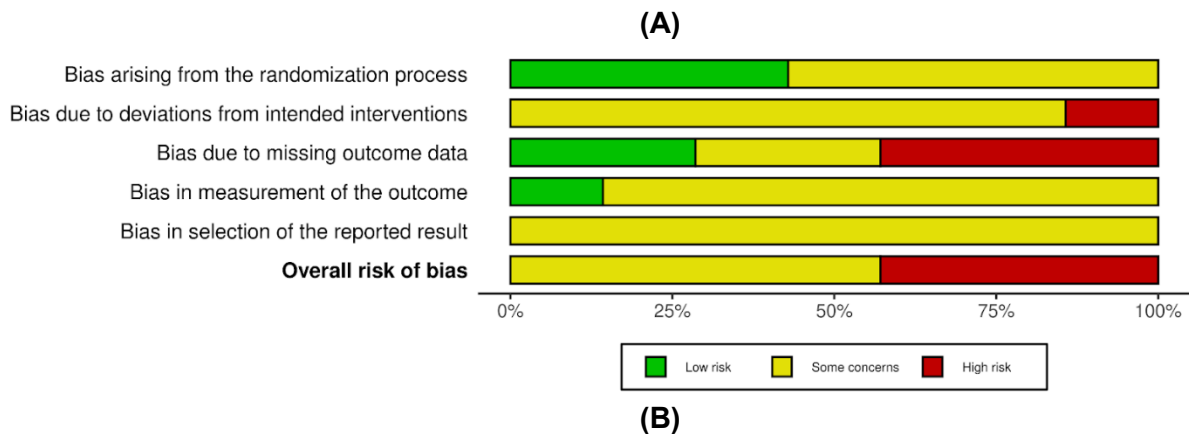 (A)
Bias arising from the randomization process
Bias due to deviations from intended interventions
Bias due to missing outcome data
Bias in measurement of the outcome
Bias in selection of the reported result
Overall risk of bias
0% 25% 50% 75% 100%
Low risk Some concerns High risk
(B)